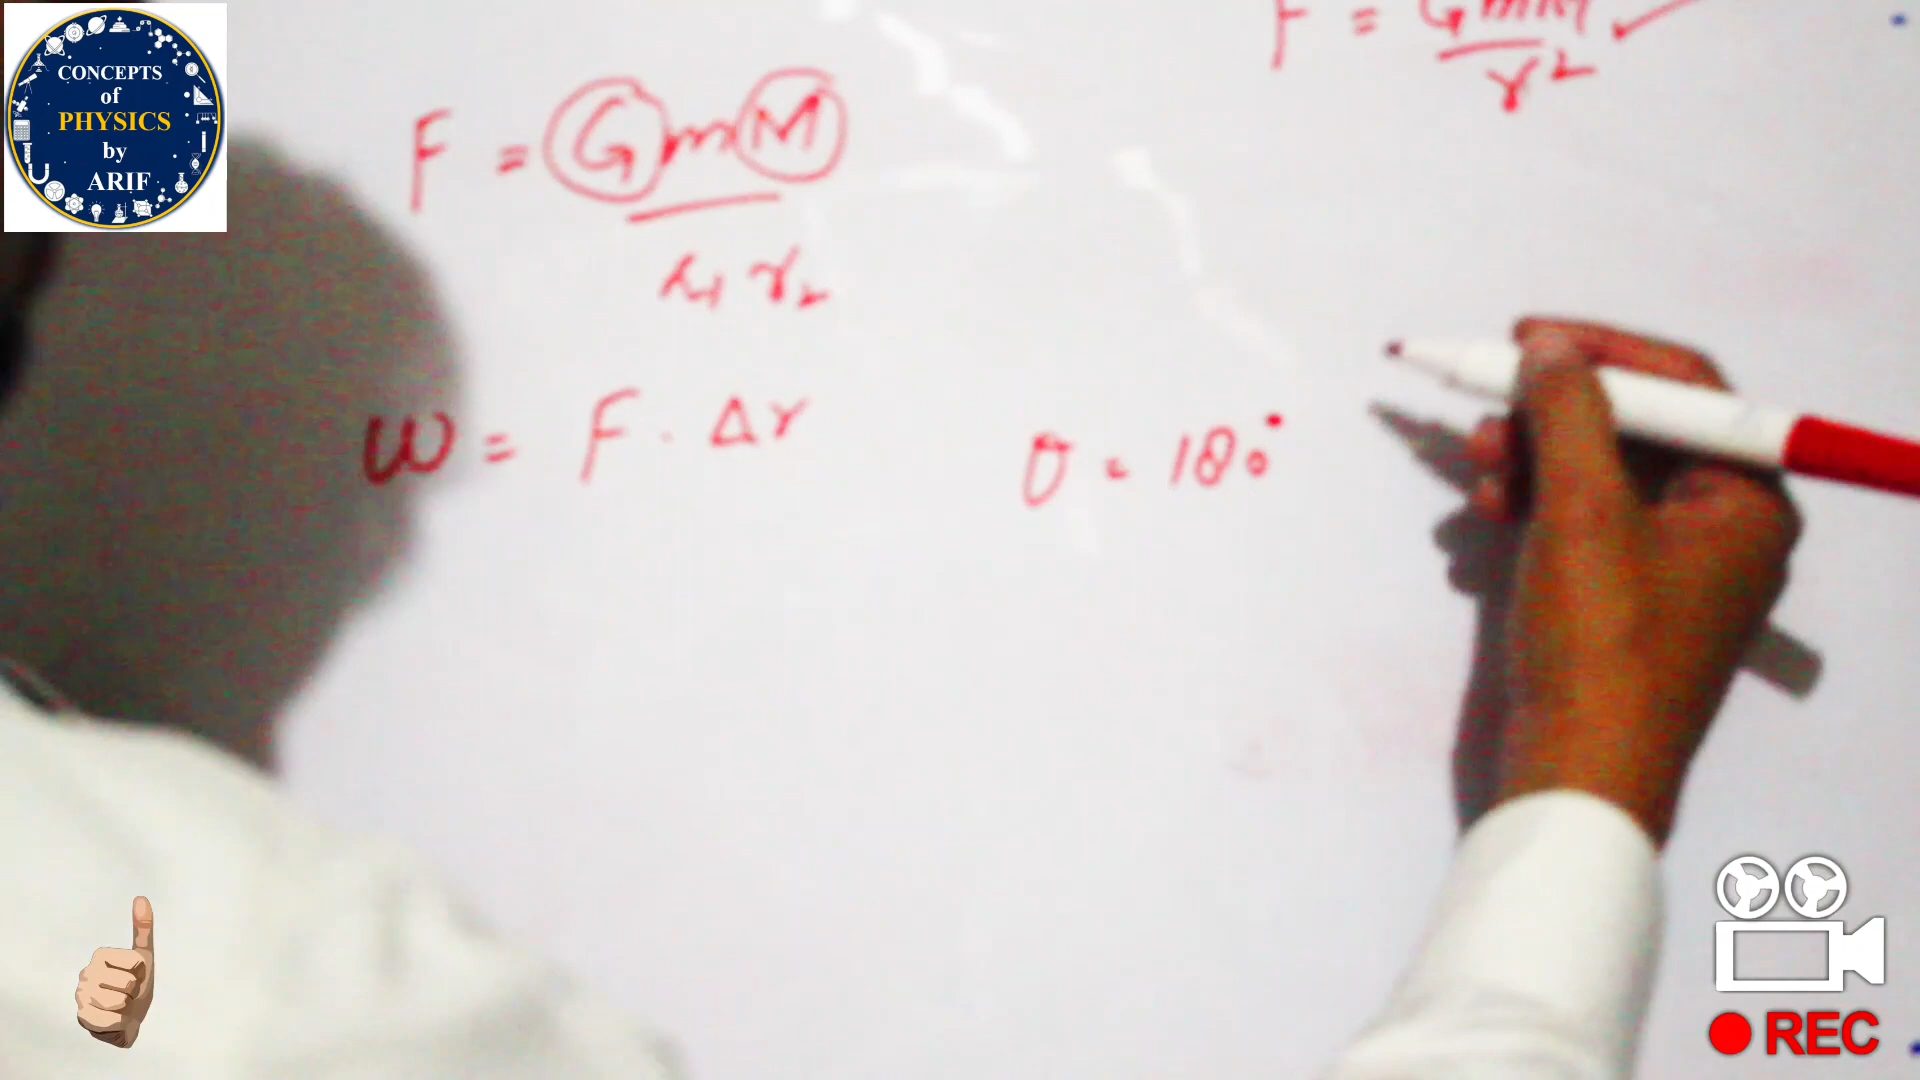 CONCEPTS
of
PHYSICS
by
ARIF
F = GmM / r²
F = GmM / r₁ r₂
W = F . Δr
θ = 180°
REC